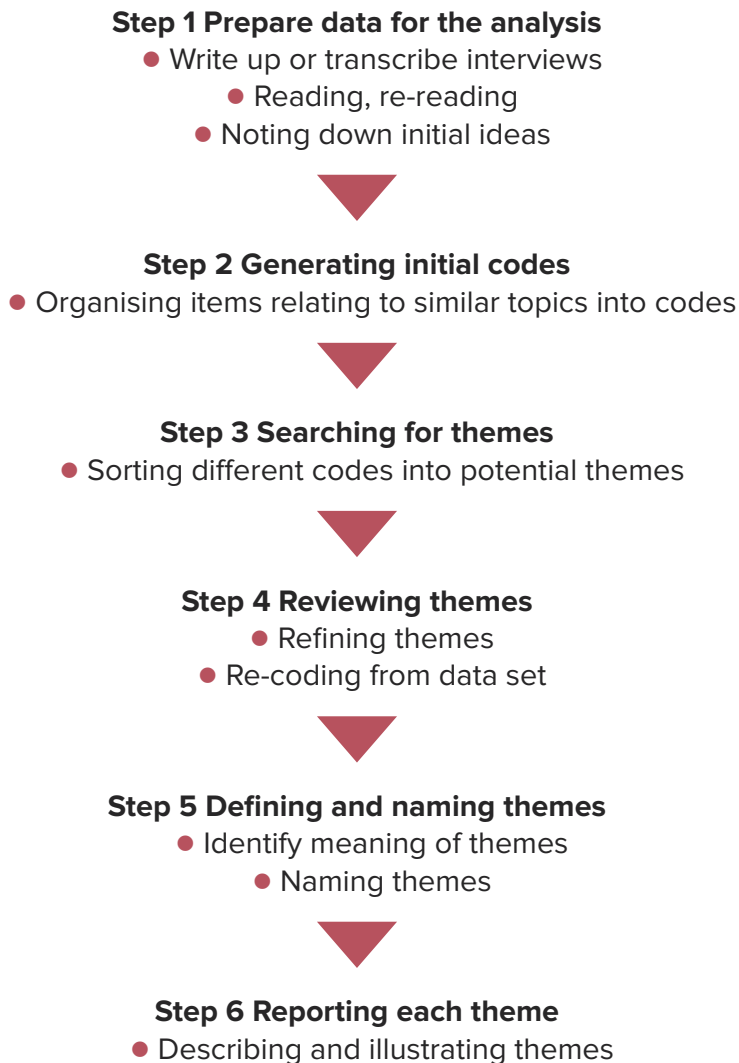 Step 1 Prepare data for the analysis
● Write up or transcribe interviews
● Reading, re-reading
● Noting down initial ideas
Step 2 Generating initial codes
● Organising items relating to similar topics into codes
Step 3 Searching for themes
● Sorting different codes into potential themes
Step 4 Reviewing themes
● Refining themes
● Re-coding from data set
Step 5 Defining and naming themes
● Identify meaning of themes
● Naming themes
Step 6 Reporting each theme
● Describing and illustrating themes